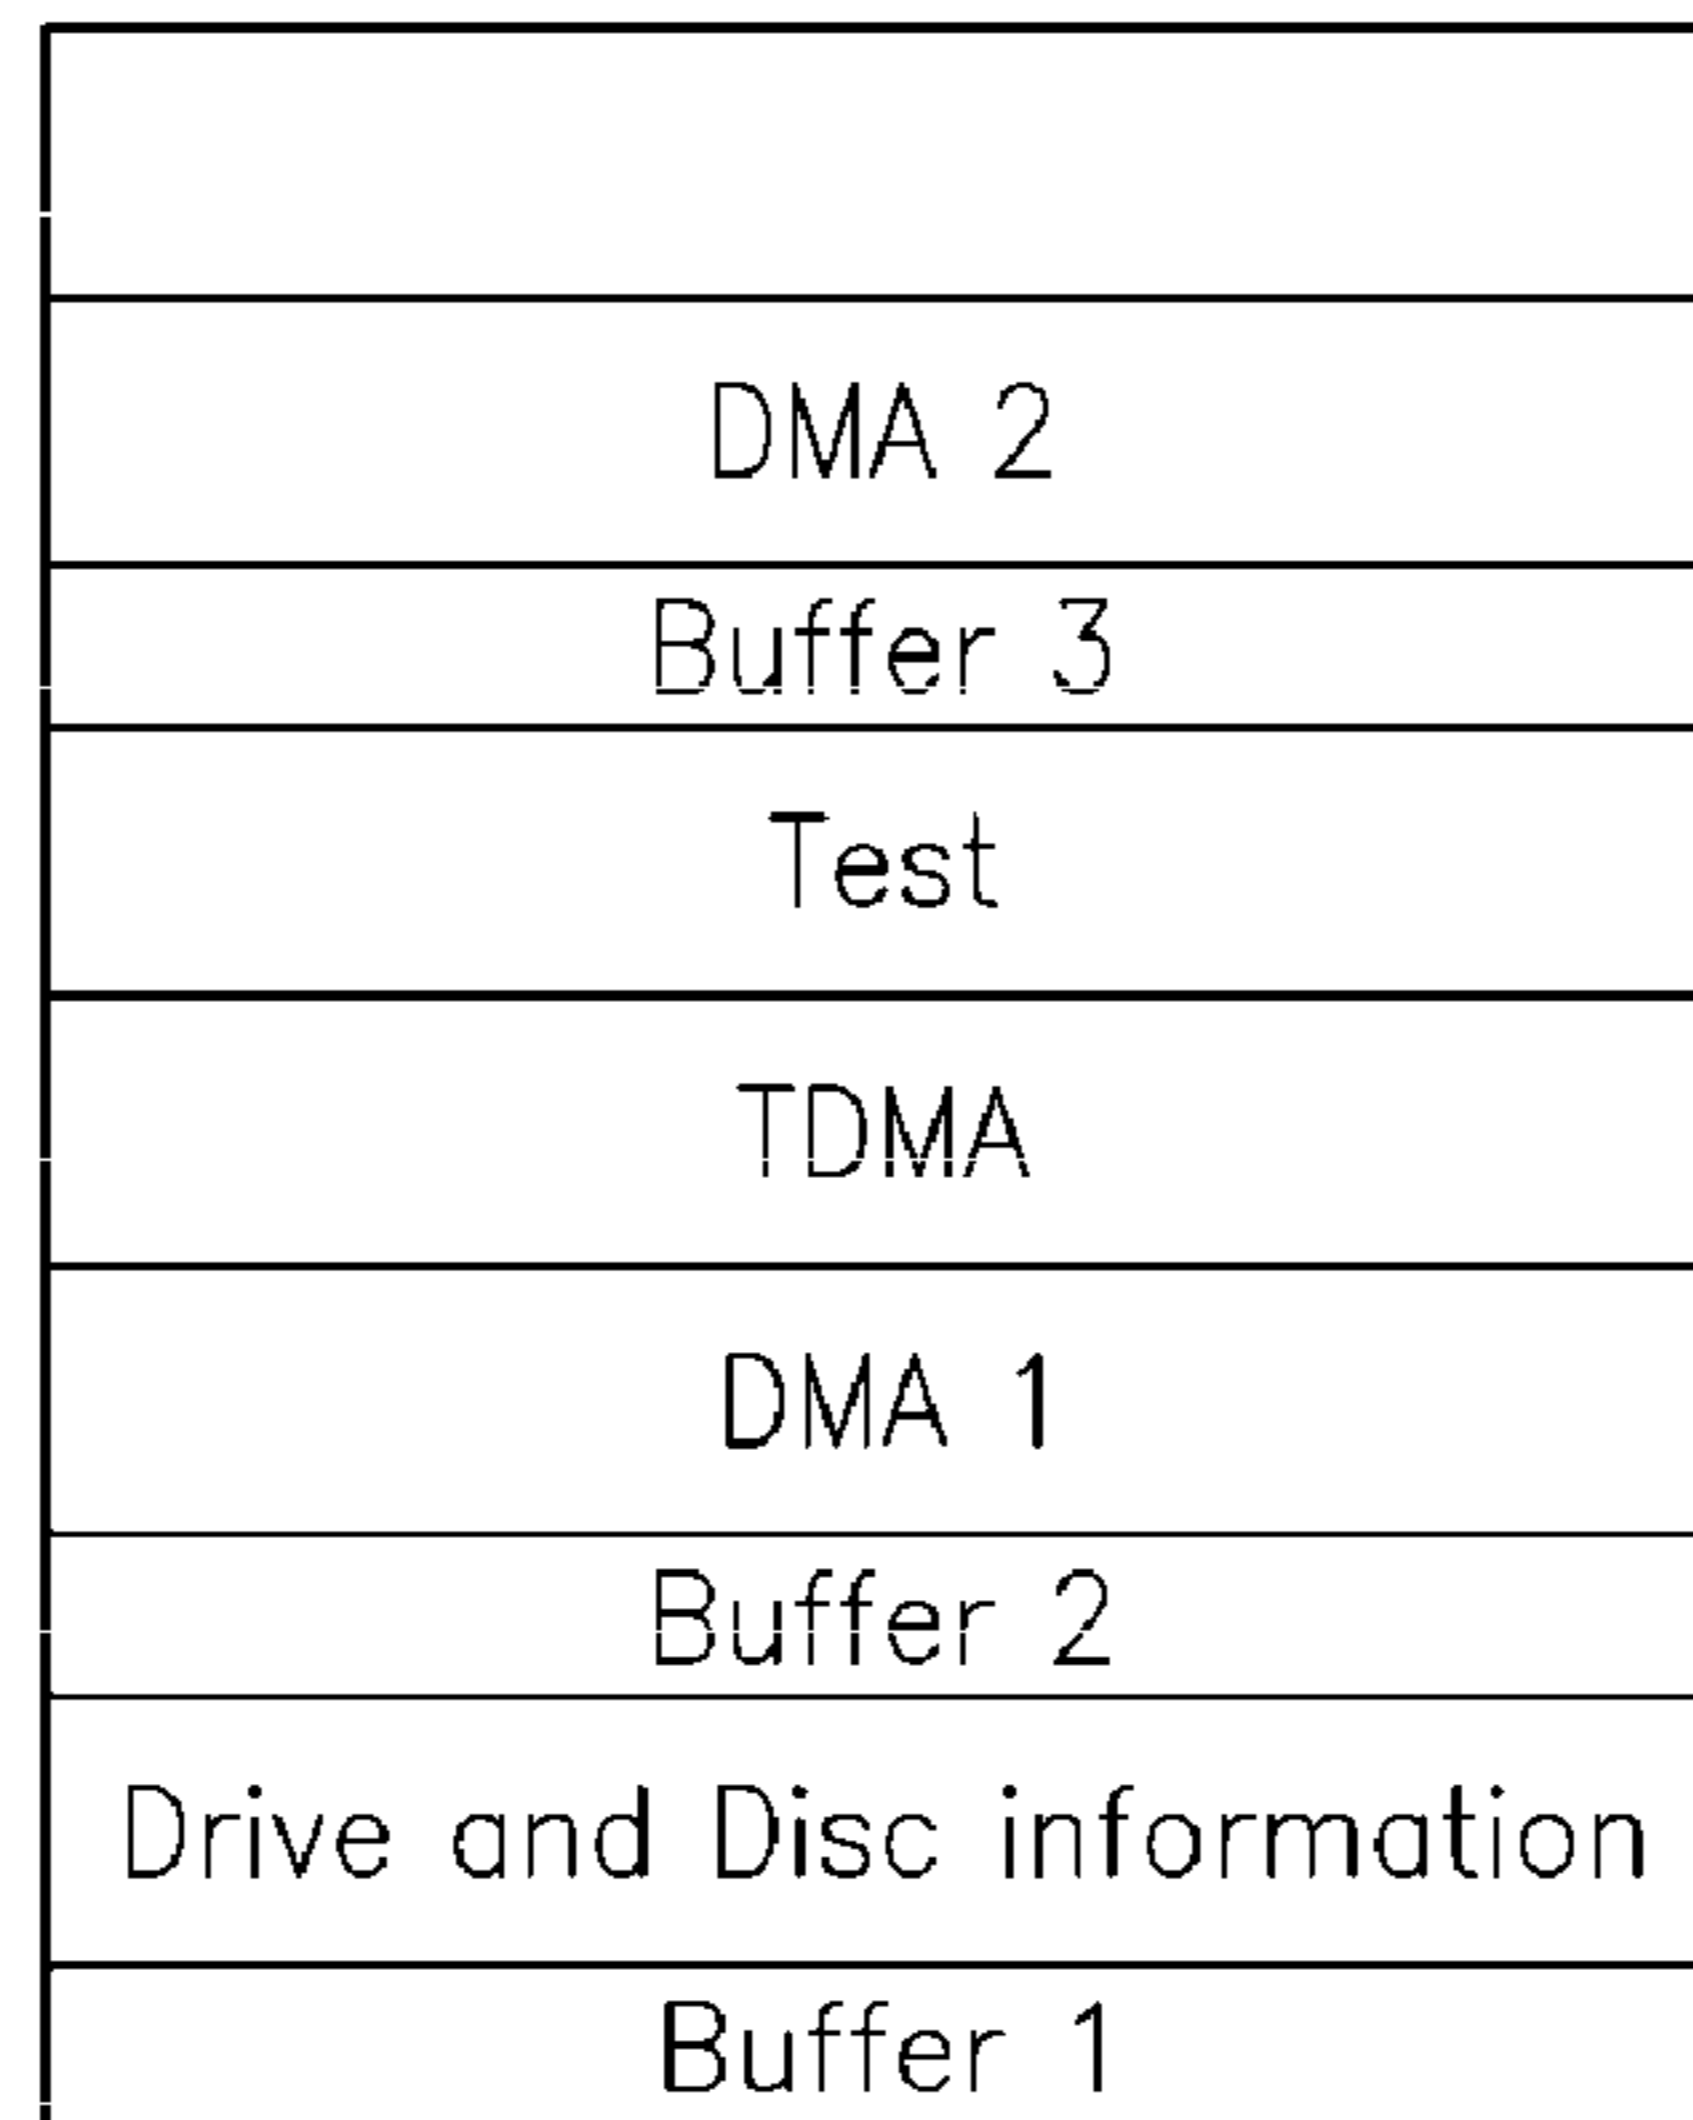 DMA 2
Buffer 3
Test
TDMA
DMA 1
Buffer 2
Drive and Disc information
Buffer 1